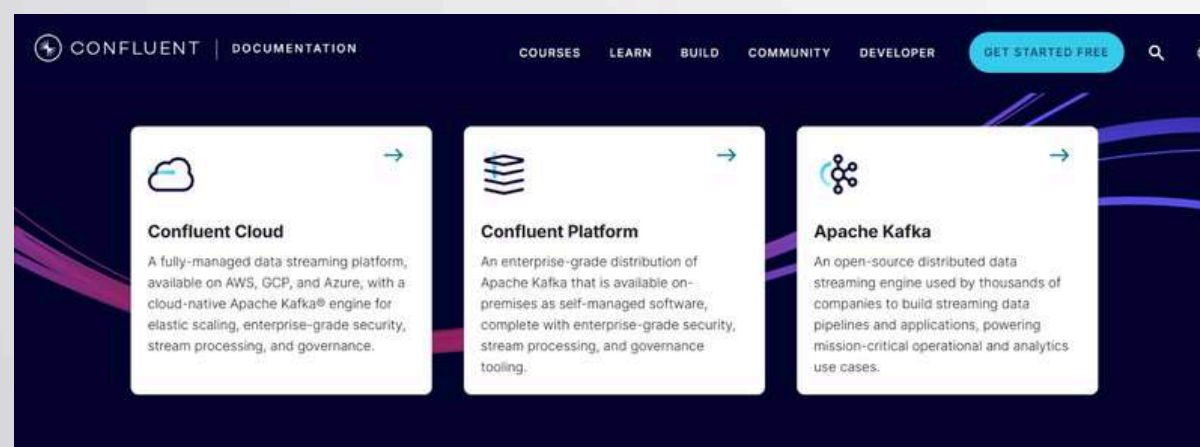 CONFLUENT | DOCUMENTATION
COURSES LEARN BUILD COMMUNITY DEVELOPER GET STARTED FREE
Confluent Cloud
A fully-managed data streaming platform,
available on AWS, GCP, and Azure, with a
cloud-native Apache Kafka® engine for
elastic scaling, enterprise-grade security,
stream processing, and governance.
Confluent Platform
An enterprise-grade distribution of
Apache Kafka that is available on-
premises as self-managed software,
complete with enterprise-grade security,
stream processing, and governance
tooling.
Apache Kafka
An open-source distributed data
streaming engine used by thousands of
companies to build streaming data
pipelines and applications, powering
mission-critical operational and analytics
use cases.